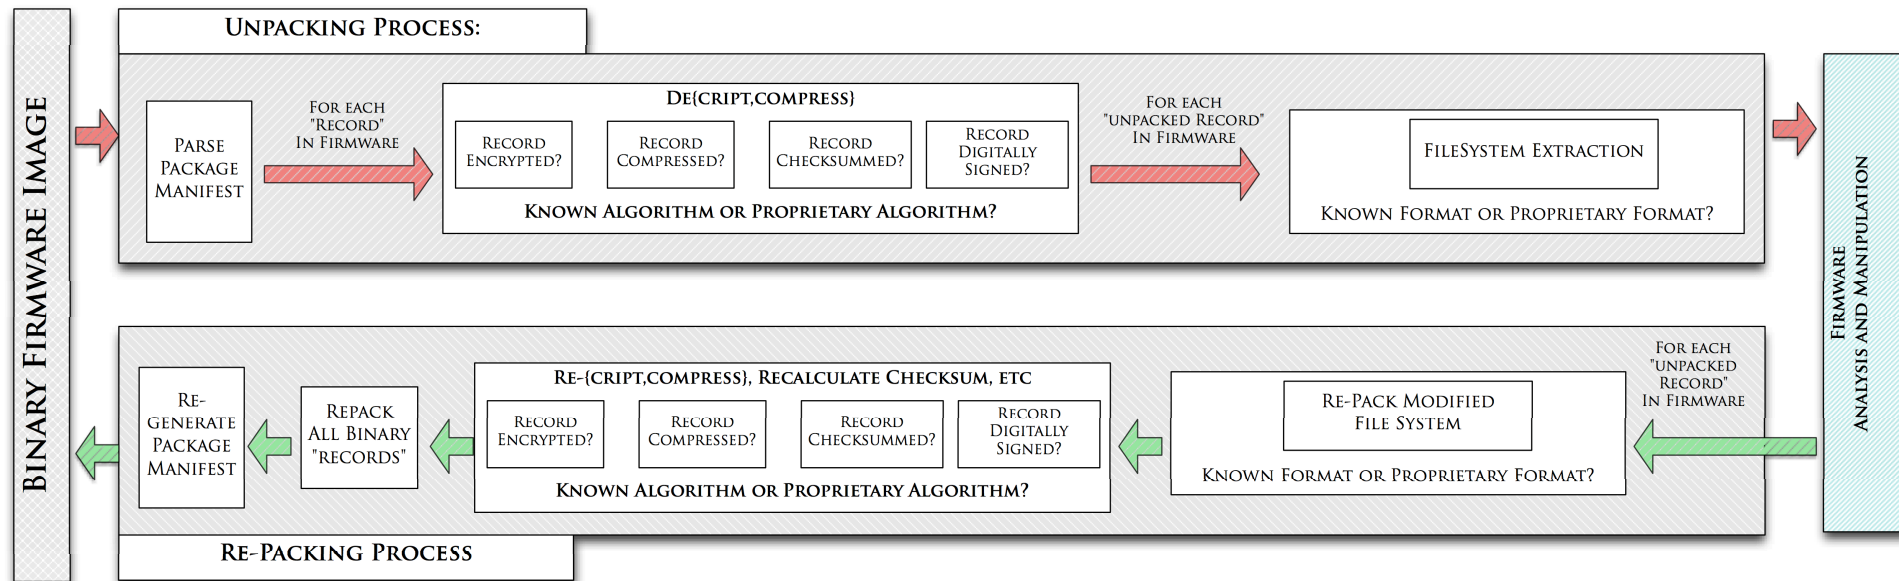 BINARY FIRMWARE IMAGE
UNPACKING PROCESS:
PARSE
PACKAGE
MANIFEST
FOR EACH
"RECORD"
IN FIRMWARE
DE{CRIPT,COMPRESS}
RECORD
ENCRYPTED?
RECORD
COMPRESSED?
RECORD
CHECKSUMMED?
RECORD
DIGITALLY
SIGNED?
KNOWN ALGORITHM OR PROPRIETARY ALGORITHM?
FOR EACH
"UNPACKED RECORD"
IN FIRMWARE
FILESYSTEM EXTRACTION
KNOWN FORMAT OR PROPRIETARY FORMAT?
FIRMWARE
ANALYSIS AND MANIPULATION
FOR EACH
"UNPACKED
RECORD"
IN FIRMWARE
RE-PACK MODIFIED
FILE SYSTEM
KNOWN FORMAT OR PROPRIETARY FORMAT?
RE-{CRIPT,COMPRESS}, RECALCULATE CHECKSUM, ETC
RECORD
ENCRYPTED?
RECORD
COMPRESSED?
RECORD
CHECKSUMMED?
RECORD
DIGITALLY
SIGNED?
KNOWN ALGORITHM OR PROPRIETARY ALGORITHM?
REPACK
ALL BINARY
"RECORDS"
RE-
GENERATE
PACKAGE
MANIFEST
RE-PACKING PROCESS